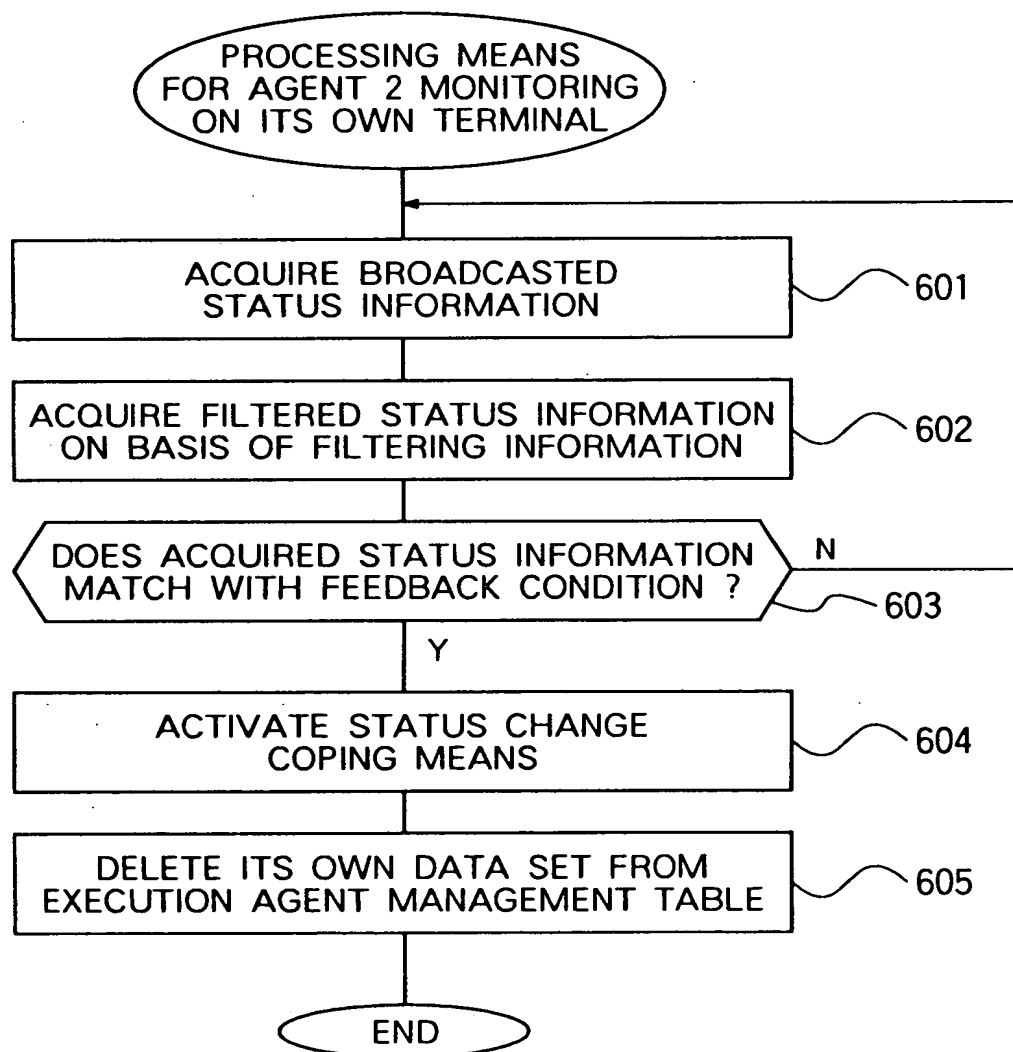 PROCESSING MEANS
FOR AGENT 2 MONITORING
ON ITS OWN TERMINAL
ACQUIRE BROADCASTED
STATUS INFORMATION
601
ACQUIRE FILTERED STATUS INFORMATION
ON BASIS OF FILTERING INFORMATION
602
DOES ACQUIRED STATUS INFORMATION
MATCH WITH FEEDBACK CONDITION ?
N
603
Y
ACTIVATE STATUS CHANGE
COPING MEANS
604
DELETE ITS OWN DATA SET FROM
EXECUTION AGENT MANAGEMENT TABLE
605
END